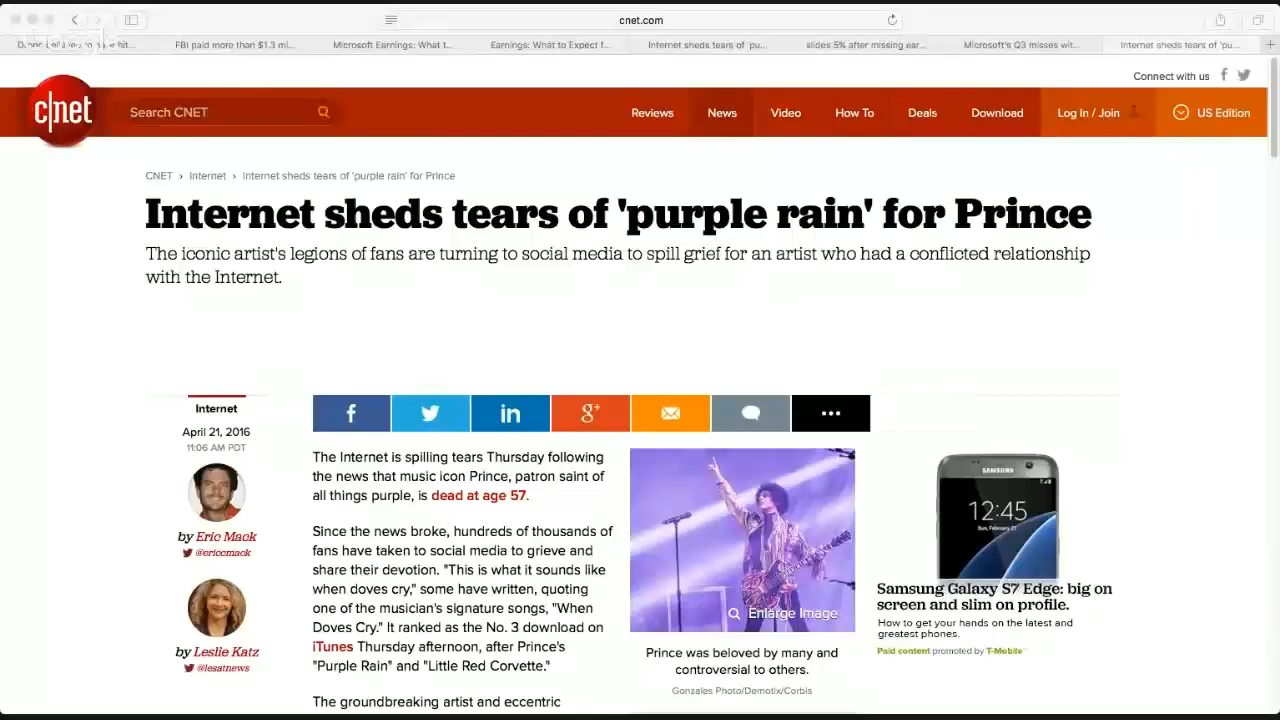 cnet.com
FBI paid more than $1.3 mi...
Microsoft Earnings: What t...
Earnings: What to Expect f...
Internet sheds tears of 'pu...
slides 5% after missing ear...
Microsoft's Q3 misses wit...
Internet sheds tears of 'pu...
Connect with us
c|net
Search CNET
Reviews
News
Video
How To
Deals
Download
Log In / Join
US Edition
CNET › Internet › Internet sheds tears of 'purple rain' for Prince
Internet sheds tears of 'purple rain' for Prince
The iconic artist's legions of fans are turning to social media to spill grief for an artist who had a conflicted relationship
with the Internet.
Internet
April 21, 2016
11:06 AM PDT
by Eric Mack
@ericcmack
by Leslie Katz
@lesatnews
f
in
g+
The Internet is spilling tears Thursday following
the news that music icon Prince, patron saint of
all things purple, is dead at age 57.
Since the news broke, hundreds of thousands of
fans have taken to social media to grieve and
share their devotion. "This is what it sounds like
when doves cry," some have written, quoting
one of the musician's signature songs, "When
Doves Cry." It ranked as the No. 3 download on
iTunes Thursday afternoon, after Prince's
"Purple Rain" and "Little Red Corvette."
The groundbreaking artist and eccentric
Enlarge Image
Prince was beloved by many and
controversial to others.
Gonzales Photo/Demotix/Corbis
SAMSUNG
12:45
Samsung Galaxy S7 Edge: big on
screen and slim on profile.
How to get your hands on the latest and
greatest phones.
Paid content promoted by T-Mobile